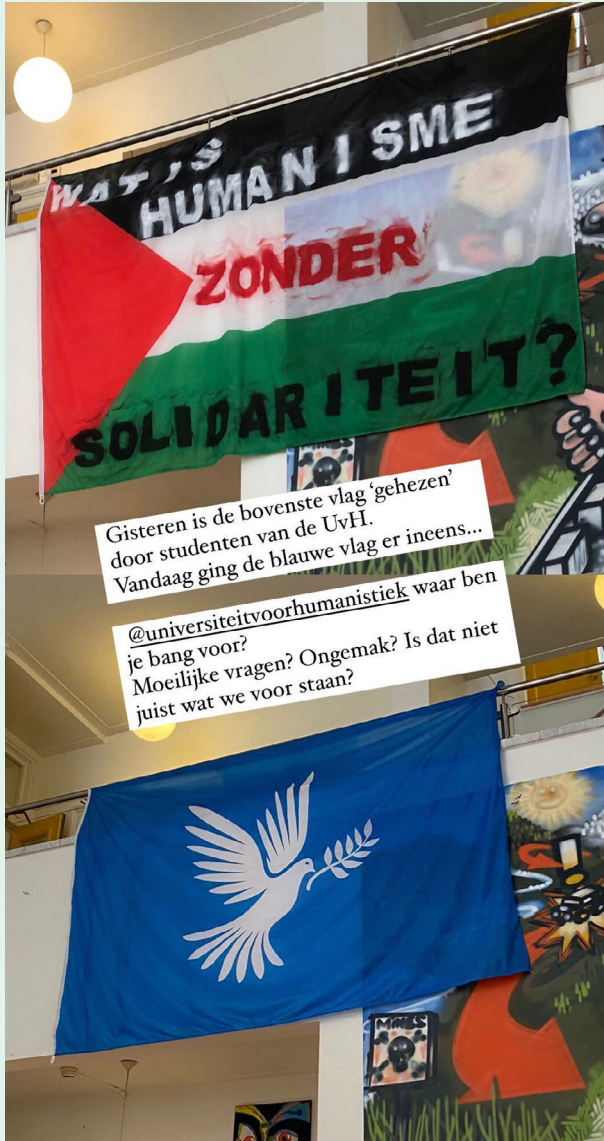 WAT IS
HUMANISME
ZONDER
SOLIDARITEIT?
Gisteren is de bovenste vlag ‘gehezen’
door studenten van de UvH.
Vandaag ging de blauwe vlag er ineens...
@universiteitvoorhumanistiek waar ben
je bang voor?
Moeilijke vragen? Ongemak? Is dat niet
juist wat we voor staan?